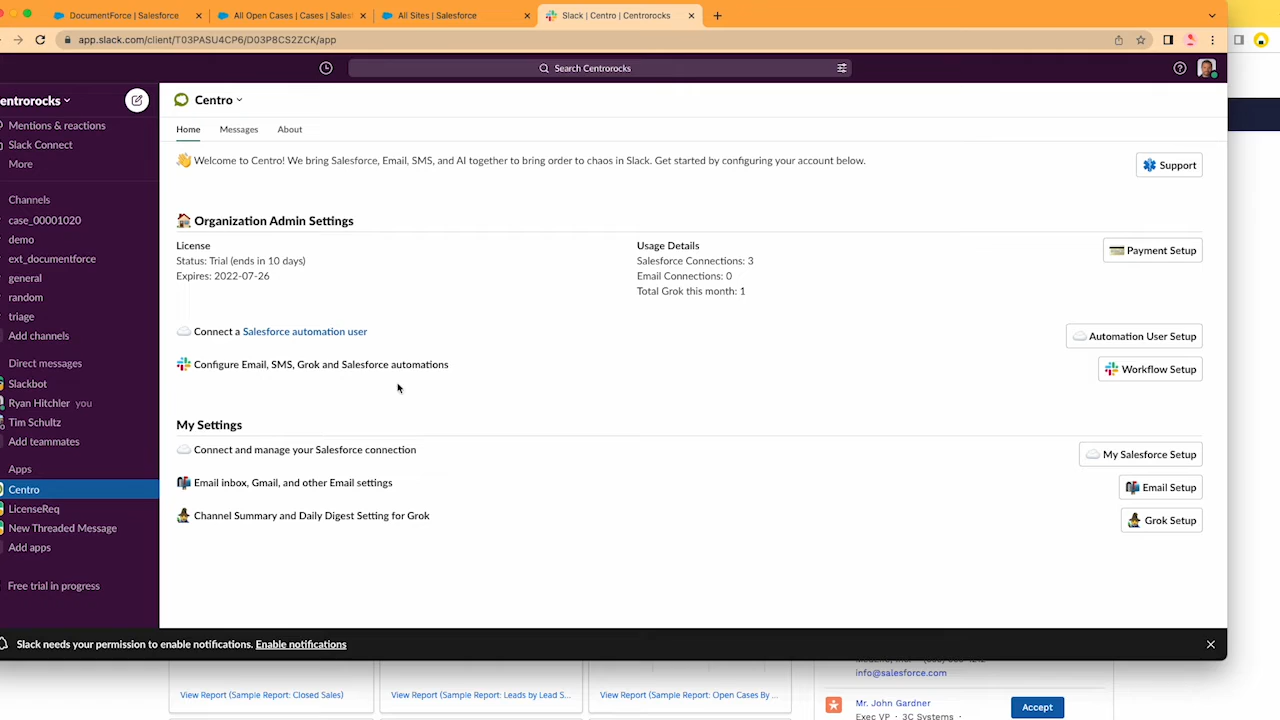 DocumentForce | Salesforce
All Open Cases | Cases | Sales
All Sites | Salesforce
Slack | Centro | Centrorocks
app.slack.com/client/T03PASU4CP6/D03P8CS2ZCK/app
Search Centrorocks
entrorocks
Mentions & reactions
Slack Connect
More
Channels
case_00001020
demo
ext_documentforce
general
random
triage
Add channels
Direct messages
Slackbot
Ryan Hitchler you
Tim Schultz
Add teammates
Apps
Centro
LicenseReq
New Threaded Message
Add apps
Free trial in progress
Centro
Home Messages About
Welcome to Centro! We bring Salesforce, Email, SMS, and AI together to bring order to chaos in Slack. Get started by configuring your account below.
Support
Organization Admin Settings
License
Status: Trial (ends in 10 days)
Expires: 2022-07-26
Usage Details
Salesforce Connections: 3
Email Connections: 0
Total Grok this month: 1
Payment Setup
Connect a Salesforce automation user
Automation User Setup
Configure Email, SMS, Grok and Salesforce automations
Workflow Setup
My Settings
Connect and manage your Salesforce connection
My Salesforce Setup
Email inbox, Gmail, and other Email settings
Email Setup
Channel Summary and Daily Digest Setting for Grok
Grok Setup
Slack needs your permission to enable notifications. Enable notifications
View Report (Sample Report: Closed Sales)
View Report (Sample Report: Leads by Lead S...
View Report (Sample Report: Open Cases By ...
info@salesforce.com
Mr. John Gardner
Exec VP · 3C Systems ·
Accept